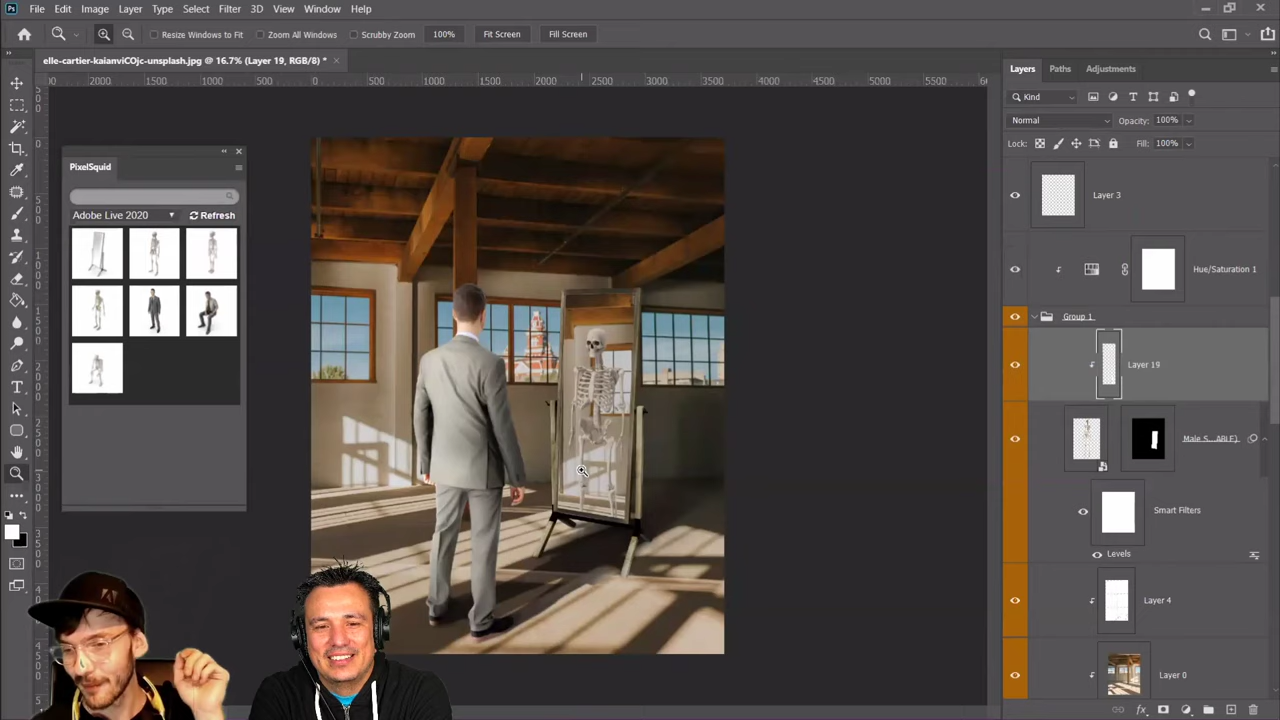 Ps File Edit Image Layer Type Select Filter 3D View Window Help
Resize Windows to Fit Zoom All Windows Scrubby Zoom 100% Fit Screen Fill Screen
elle-cartier-kaianviCOjc-unsplash.jpg @ 16.7% (Layer 19, RGB/8) *
2000 1500 1000 500 0 500 1000 1500 2000 2500 3000 3500 4000 4500 5000 5500
Layers Paths Adjustments
Kind
Normal Opacity: 100%
Lock: Fill: 100%
PixelSquid
Adobe Live 2020 Refresh
Layer 3
Hue/Saturation 1
Group 1
Layer 19
Male S...ABLE)
Smart Filters
Levels
Layer 4
Layer 0